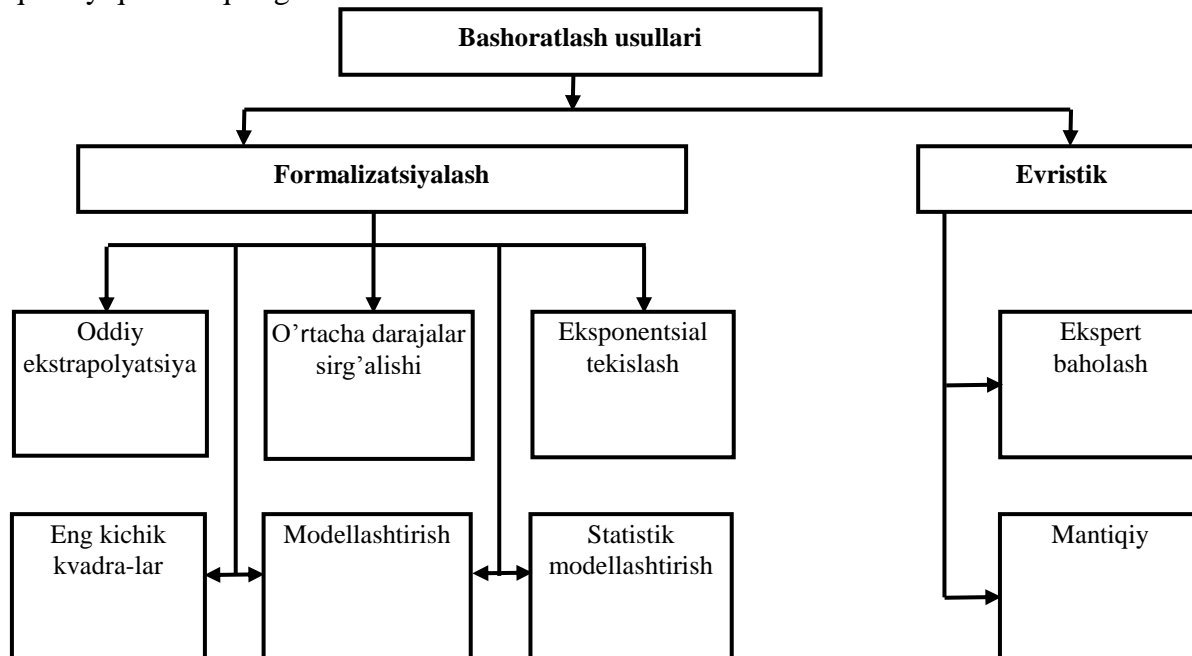 Bashoratlash usullari
Formalizatsiyalash
Evristik
Oddiy
ekstrapolyatsiya
O’rtacha darajalar
sirg’alishi
Eksponentsial
tekislash
Ekspert
baholash
Eng kichik
kvadra-lar
Modellashtirish
Statistik
modellashtirish
Mantiqiy